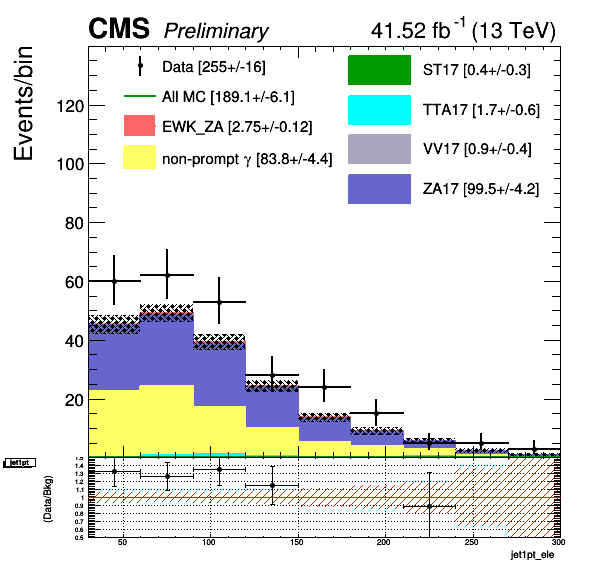 CMS Preliminary 41.52 fb⁻¹ (13 TeV)
Events/bin
Data [255+/-16]
All MC [189.1+/-6.1]
EWK_ZA [2.75+/-0.12]
non-prompt γ [83.8+/-4.4]
ST17 [0.4+/-0.3]
TTA17 [1.7+/-0.6]
VV17 [0.9+/-0.4]
ZA17 [99.5+/-4.2]
120
100
80
60
40
20
jet1pt
(Data/Bkg)
1.5
1.4
1.3
1.2
1.1
1
0.9
0.8
0.7
0.6
0.5
50 100 150 200 250 300
jet1pt_ele